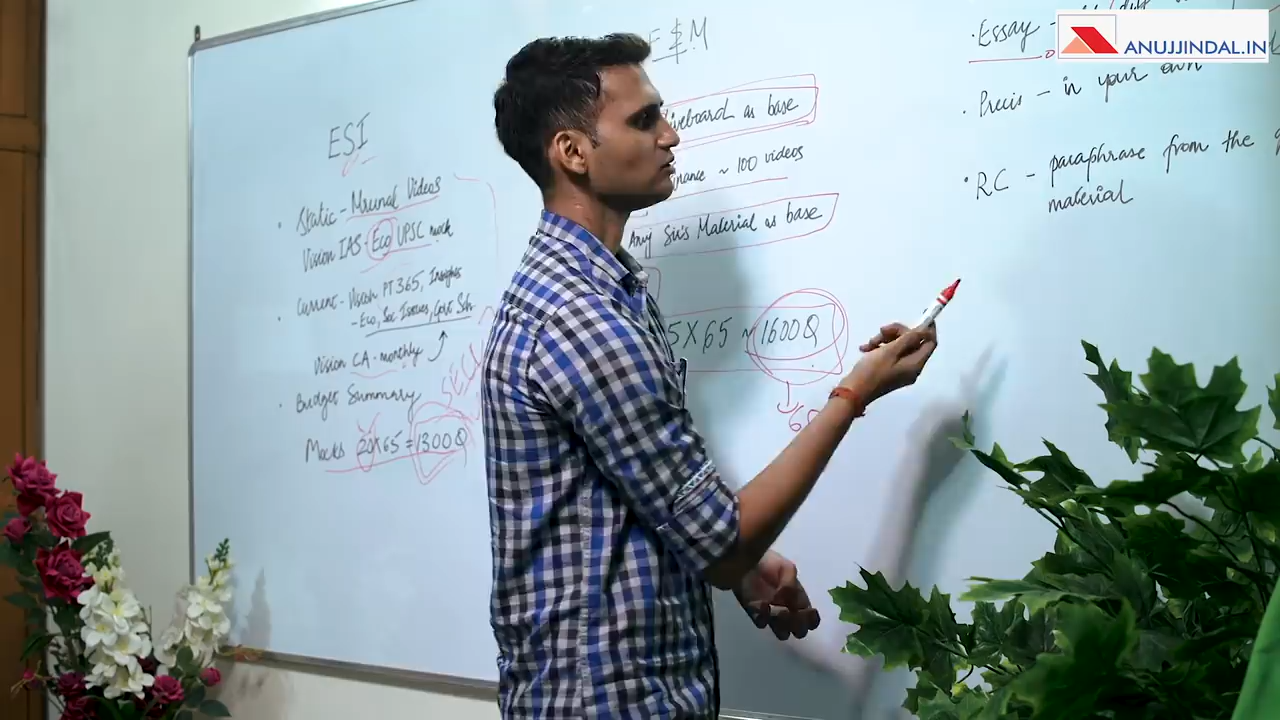 ESI
· Static - Mrunal Videos
Vision IAS - Eco UPSC mock
· Current - Vision PT 365, Insights
- Eco, Soc Issues, Govt Sch
Vision CA - monthly
· Budget Summary
Mocks 20X65 = 1300Q
F & M
as base
~ 100 videos
Anuj Sir's Material as base
5X65 ~ 1600Q
· Essay -
· Precis - in your own
· RC - paraphrase from the
material
ANUJJINDAL.IN